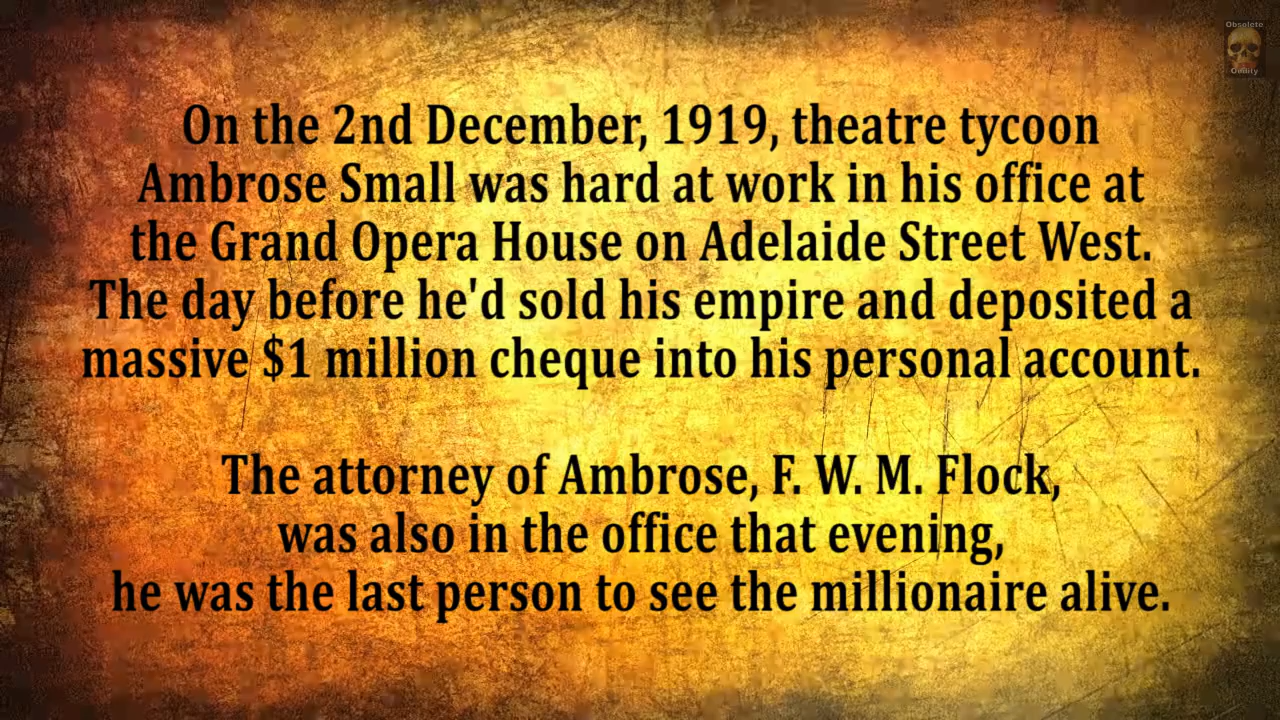 Obsolete
Oddity
On the 2nd December, 1919, theatre tycoon
Ambrose Small was hard at work in his office at
the Grand Opera House on Adelaide Street West.
The day before he'd sold his empire and deposited a
massive $1 million cheque into his personal account.
The attorney of Ambrose, F. W. M. Flock,
was also in the office that evening,
he was the last person to see the millionaire alive.